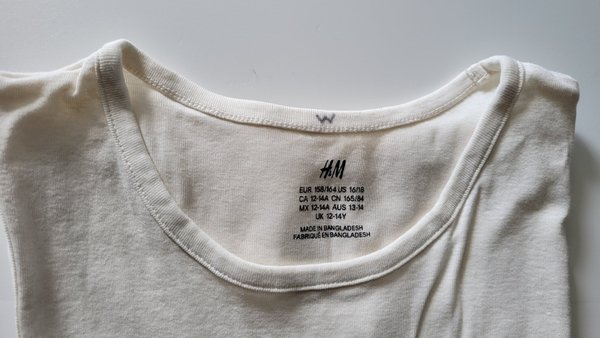 W
H&M
EUR 158/164 US 16/18
CA 12-14A CN 165/84
MX 12-14A AUS 13-14
UK 12-14Y
MADE IN BANGLADESH
FABRIQUÉ EN BANGLADESH